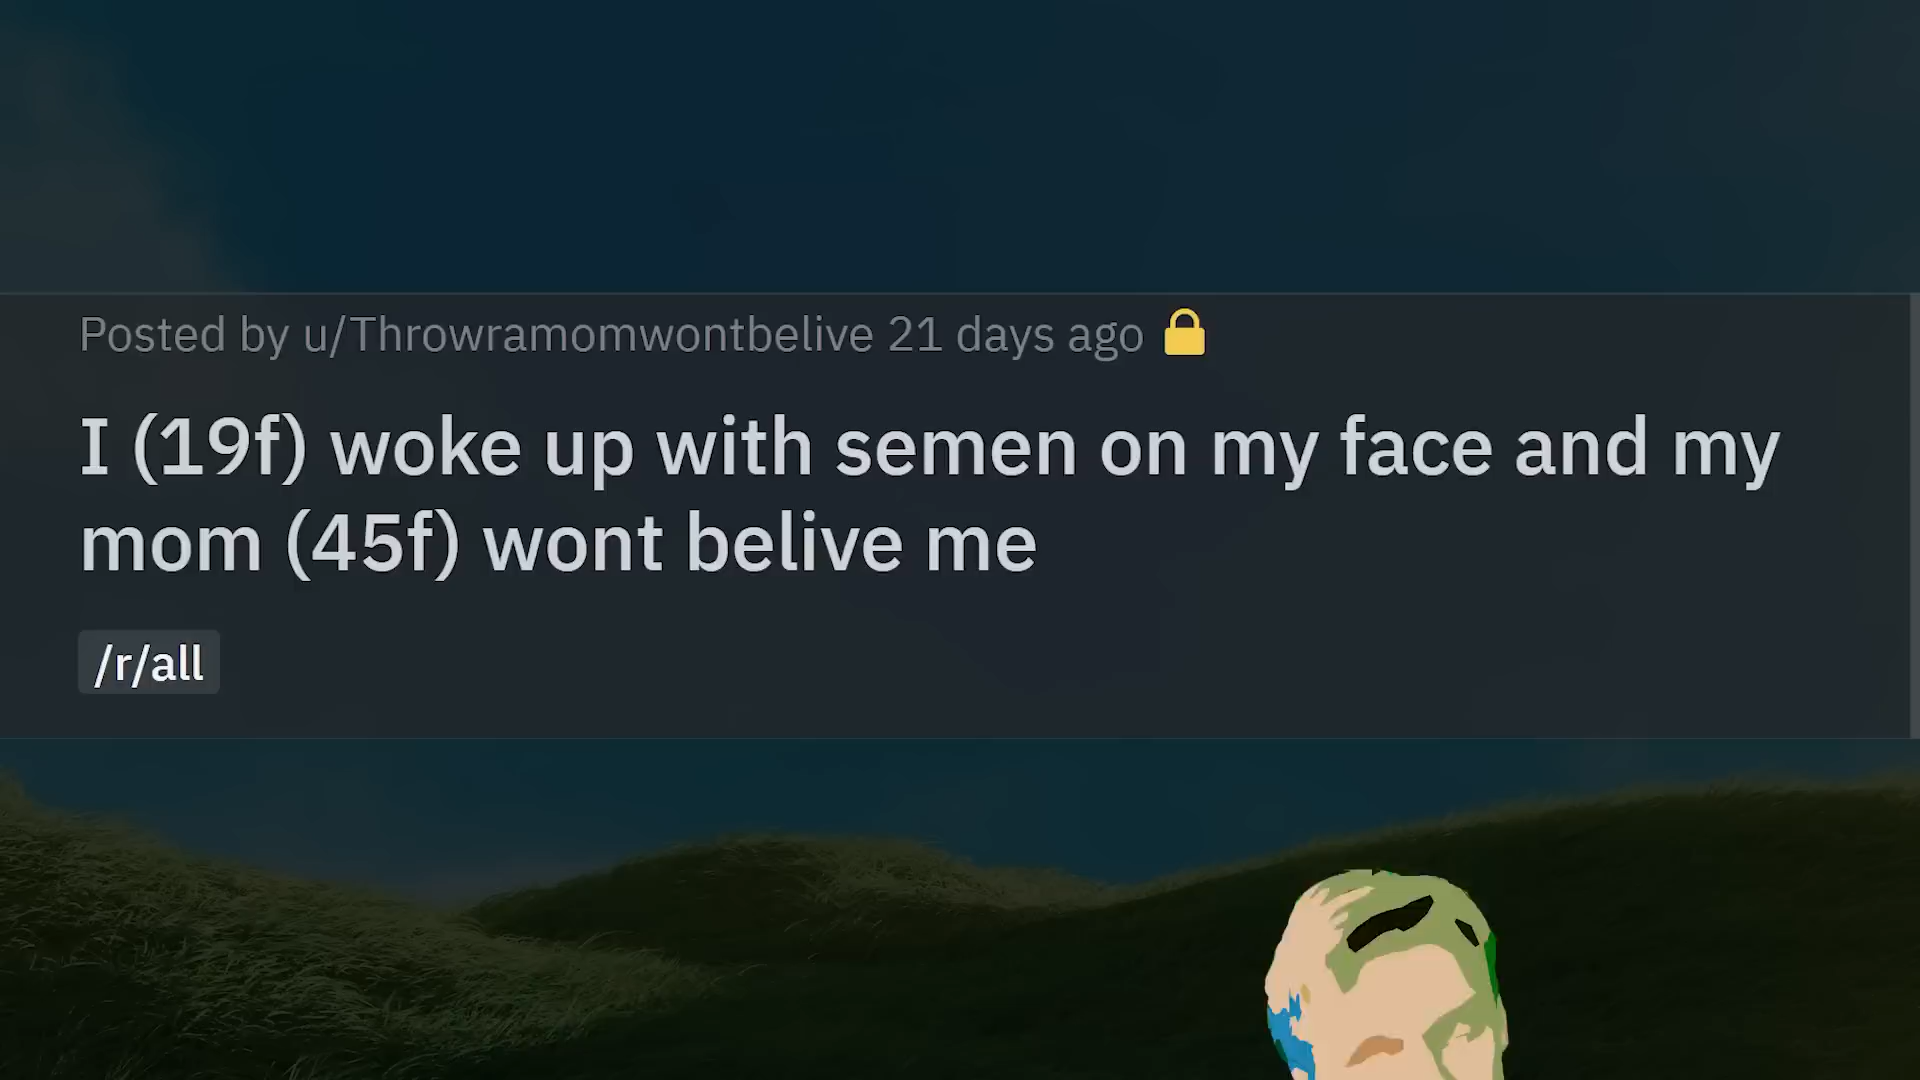 Posted by u/Throwramomwontbelive 21 days ago
I (19f) woke up with semen on my face and my
mom (45f) wont belive me
/r/all